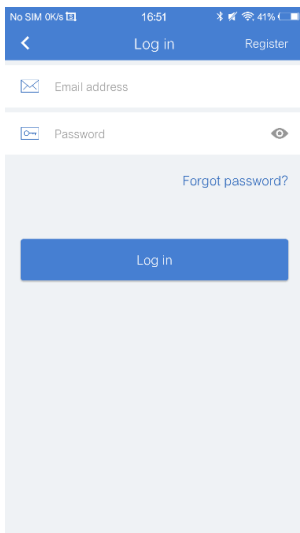 No SIM 0K/s 16:51 41%
Log in Register
Email address
Password
Forgot password?
Log in